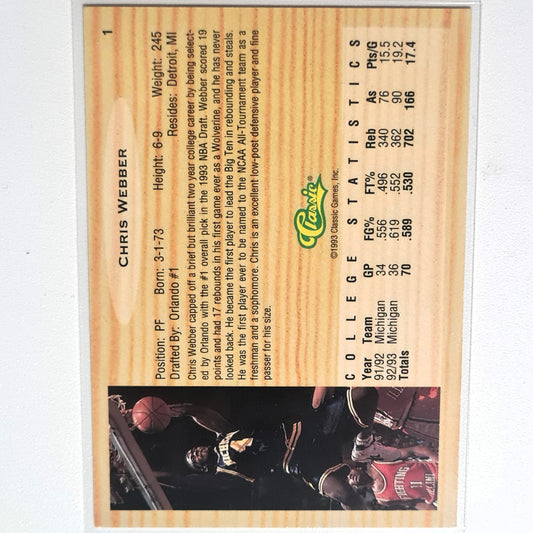 1
CHRIS WEBBER
Position: PF Born: 3-1-73 Height: 6-9 Weight: 245
Drafted By: Orlando #1 Resides: Detroit, MI
Chris Webber capped off a brief but brilliant two year college career by being select-
ed by Orlando with the #1 overall pick in the 1993 NBA Draft. Webber scored 19
points and had 17 rebounds in his first game ever as a Wolverine, and he has never
looked back. He became the first player to lead the Big Ten in rebounding and steals.
He was the first player ever to be named to the NCAA All-Tournament team as a
freshman and a sophomore. Chris is an excellent low-post defensive player and fine
passer for his size.
Classic®
©1993 Classic Games, Inc.
COLLEGE STATISTICS
Year Team GP FG% FT% Reb As Pts/G
91/92 Michigan 34 .556 .496 340 76 15.5
92/93 Michigan 36 .619 .552 362 90 19.2
Totals 70 .589 .530 702 166 17.4
FIGHTING
11